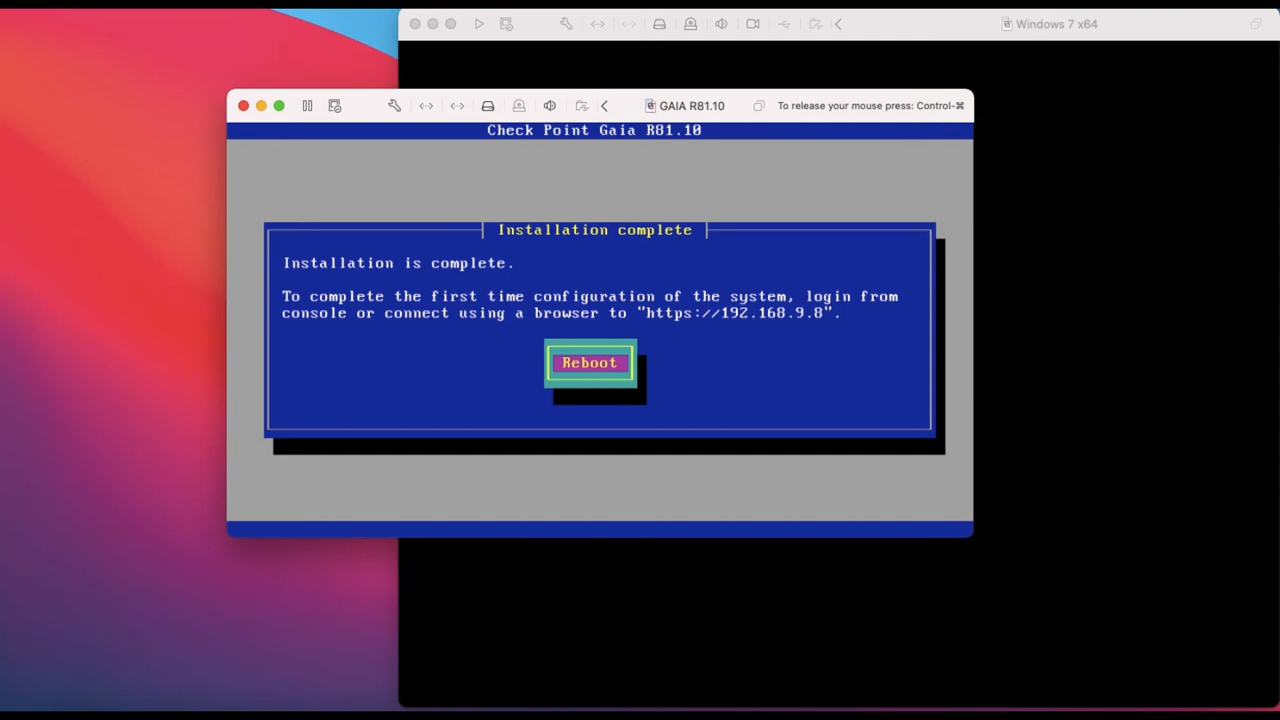 Windows 7 x64
GAIA R81.10
To release your mouse press: Control-⌘
Check Point Gaia R81.10
Installation complete
Installation is complete.
To complete the first time configuration of the system, login from
console or connect using a browser to "https://192.168.9.8".
Reboot